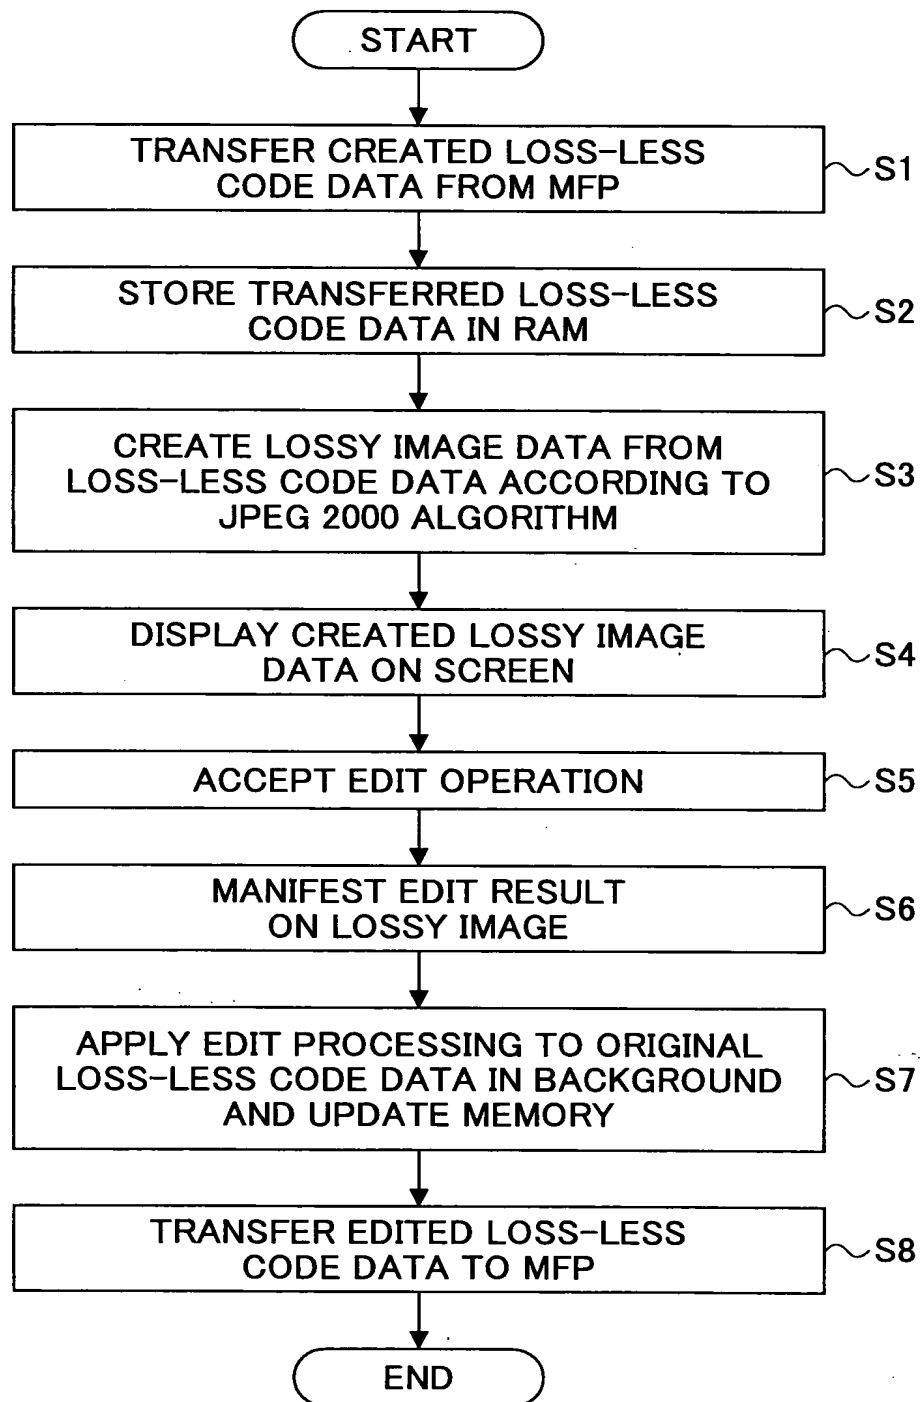 START
TRANSFER CREATED LOSS-LESS
CODE DATA FROM MFP
S1
STORE TRANSFERRED LOSS-LESS
CODE DATA IN RAM
S2
CREATE LOSSY IMAGE DATA FROM
LOSS-LESS CODE DATA ACCORDING TO
JPEG 2000 ALGORITHM
S3
DISPLAY CREATED LOSSY IMAGE
DATA ON SCREEN
S4
ACCEPT EDIT OPERATION
S5
MANIFEST EDIT RESULT
ON LOSSY IMAGE
S6
APPLY EDIT PROCESSING TO ORIGINAL
LOSS-LESS CODE DATA IN BACKGROUND
AND UPDATE MEMORY
S7
TRANSFER EDITED LOSS-LESS
CODE DATA TO MFP
S8
END